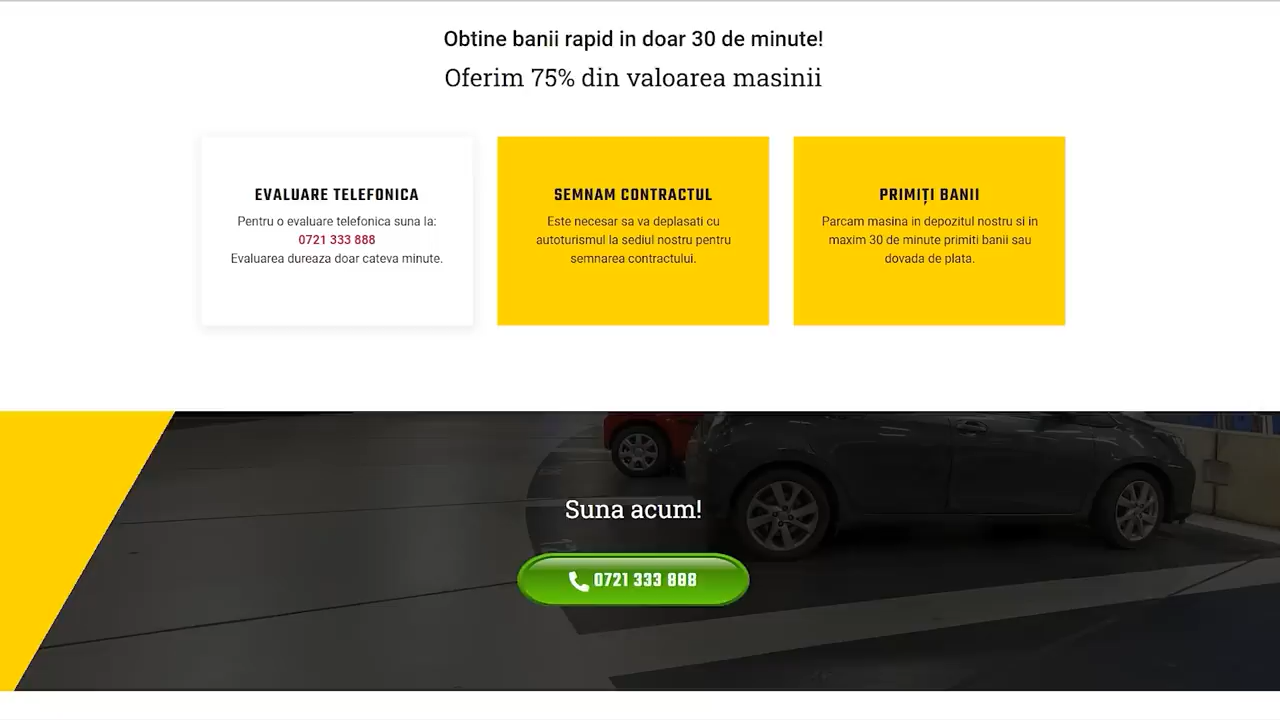 Obtine banii rapid in doar 30 de minute!
Oferim 75% din valoarea masinii
EVALUARE TELEFONICA
Pentru o evaluare telefonica suna la:
0721 333 888
Evaluarea dureaza doar cateva minute.
SEMNAM CONTRACTUL
Este necesar sa va deplasati cu
autoturismul la sediul nostru pentru
semnarea contractului.
PRIMIȚI BANII
Parcam masina in depozitul nostru si in
maxim 30 de minute primiti banii sau
dovada de plata.
Suna acum!
0721 333 888